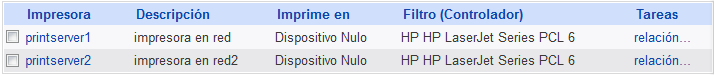 Impresora Descripción Imprime en Filtro (Controlador) Tareas
printserver1 impresora en red Dispositivo Nulo HP HP LaserJet Series PCL 6 relación...
printserver2 impresora en red2 Dispositivo Nulo HP HP LaserJet Series PCL 6 relación...